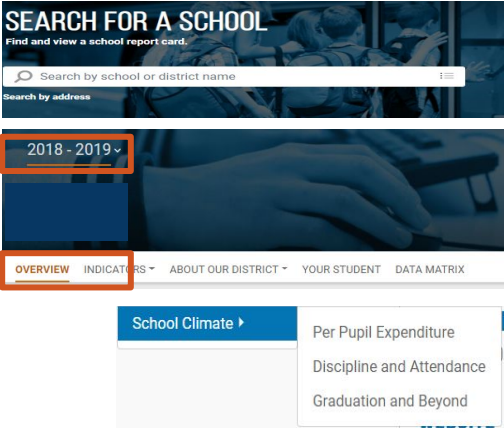 SEARCH FOR A SCHOOL
Find and view a school report card.
Search by school or district name
Search by address
2018 - 2019
OVERVIEW INDICATORS ABOUT OUR DISTRICT YOUR STUDENT DATA MATRIX
School Climate
Per Pupil Expenditure
Discipline and Attendance
Graduation and Beyond